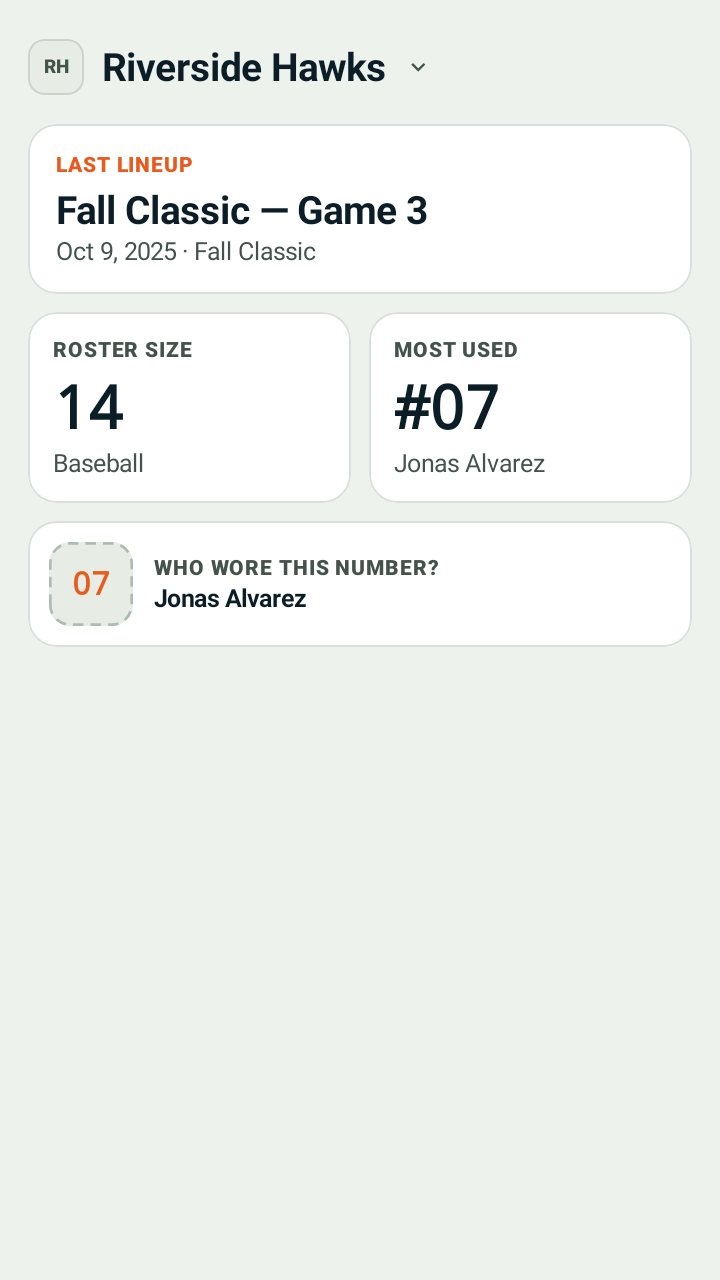 RH
Riverside Hawks
LAST LINEUP
Fall Classic — Game 3
Oct 9, 2025 · Fall Classic
ROSTER SIZE
14
Baseball
MOST USED
#07
Jonas Alvarez
07
WHO WORE THIS NUMBER?
Jonas Alvarez